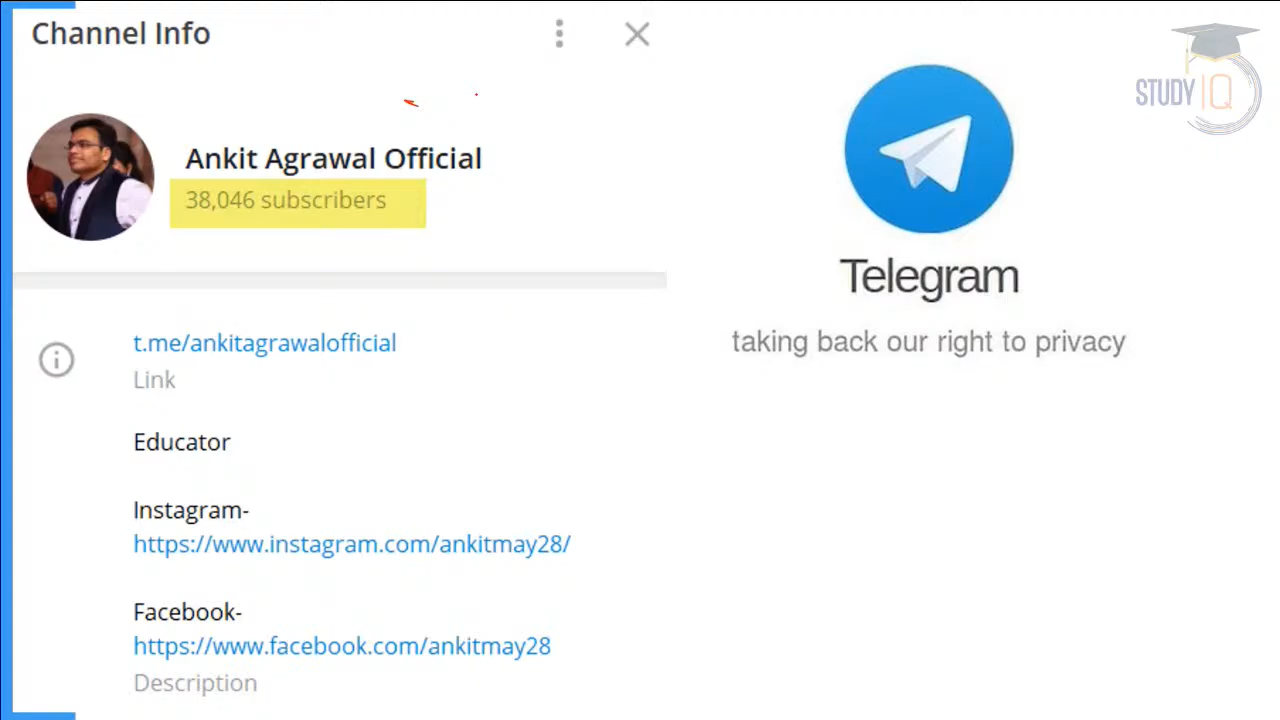 Channel Info
Ankit Agrawal Official
38,046 subscribers
t.me/ankitagrawalofficial
Link
Educator
Instagram-
https://www.instagram.com/ankitmay28/
Facebook-
https://www.facebook.com/ankitmay28
Description
STUDY IQ
Telegram
taking back our right to privacy